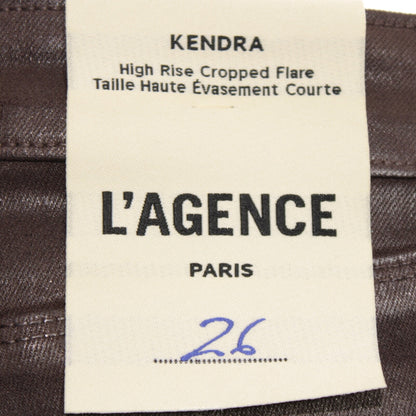 KENDRA
High Rise Cropped Flare
Taille Haute Évasement Courte
L'AGENCE
PARIS
26